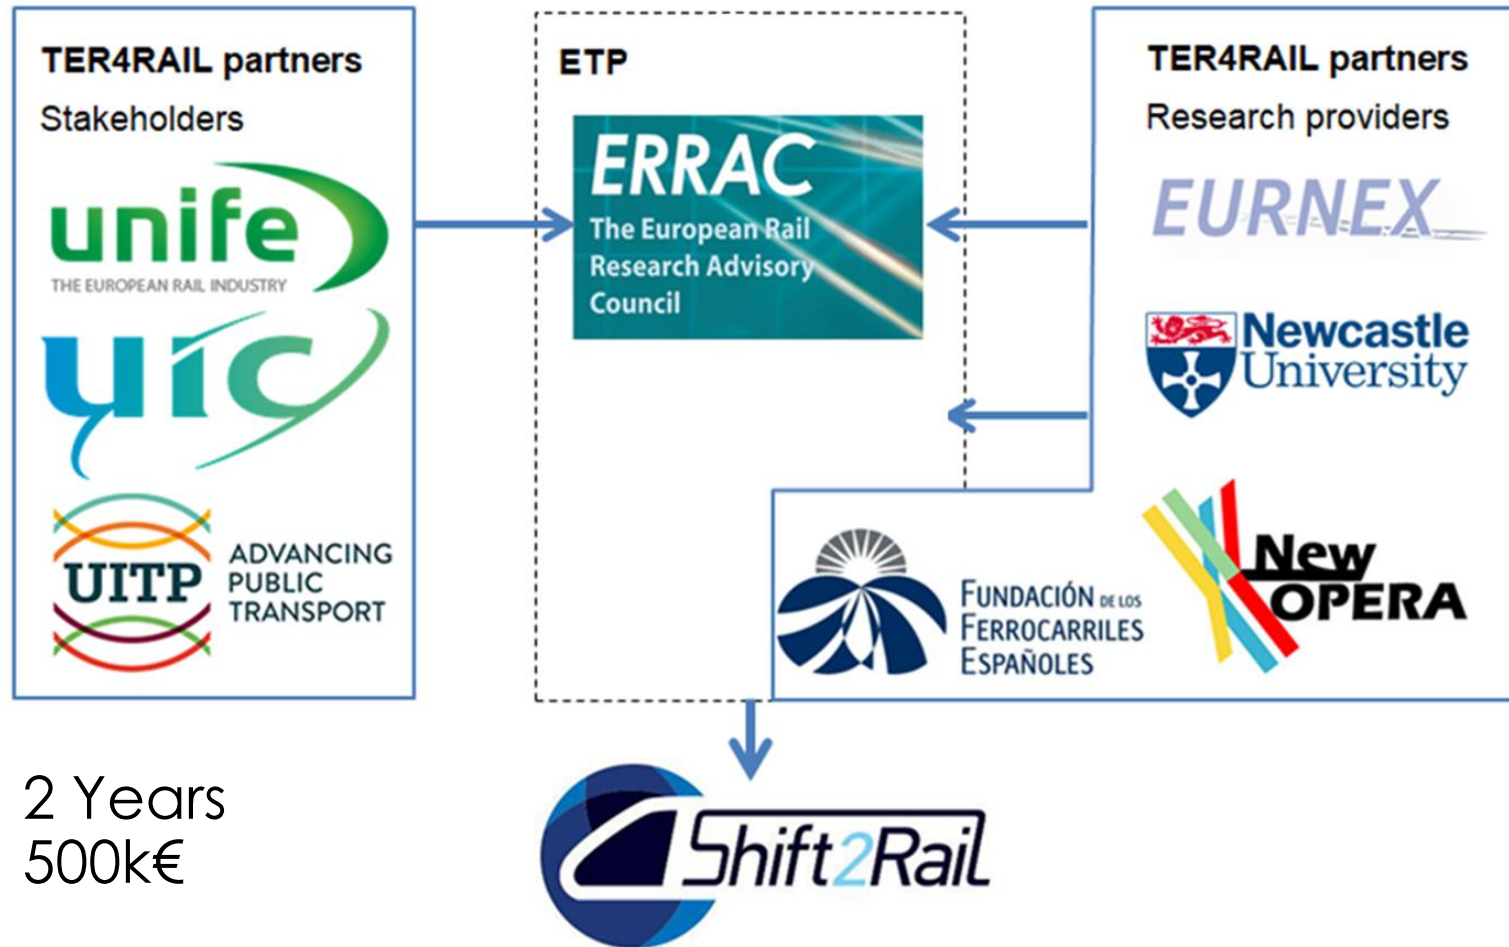 TER4RAIL partners
Stakeholders
unife
THE EUROPEAN RAIL INDUSTRY
uic
UITP
ADVANCING
PUBLIC
TRANSPORT
ETP
ERRAC
The European Rail
Research Advisory
Council
TER4RAIL partners
Research providers
EURNEX
Newcastle
University
New
OPERA
FUNDACIÓN DE LOS
FERROCARRILES
ESPAÑOLES
2 Years
500k€
Shift2Rail